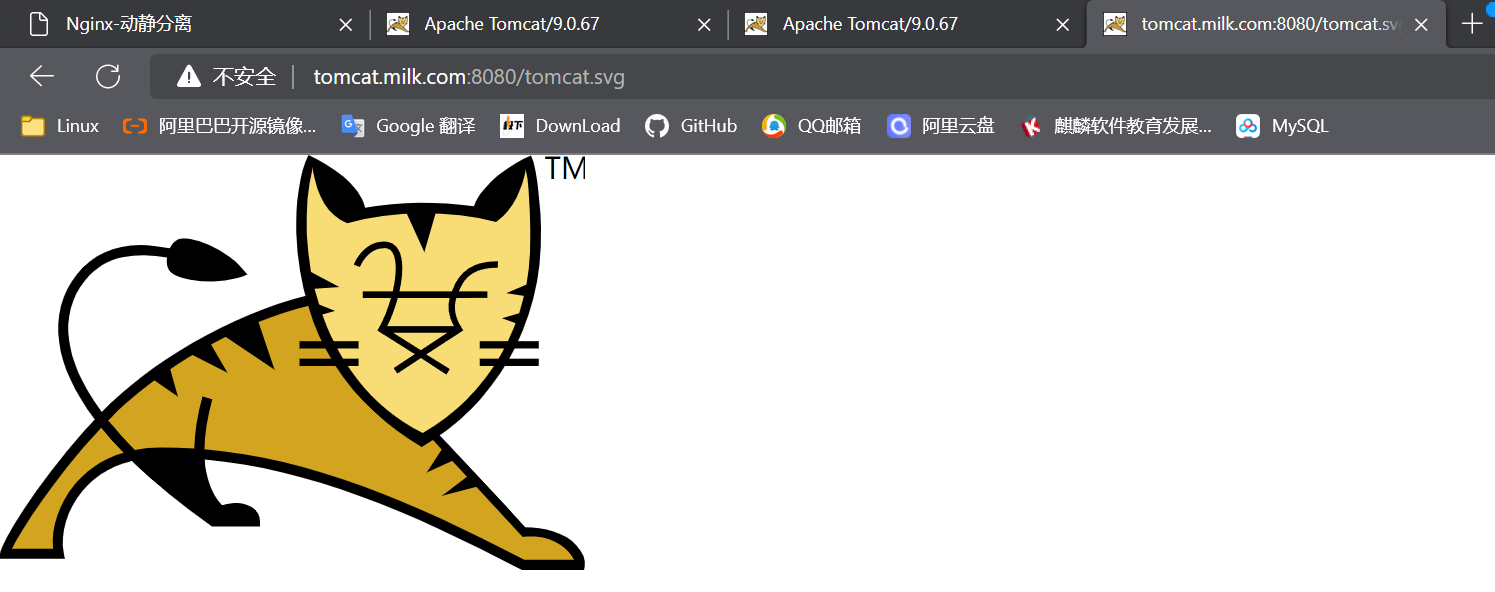 Nginx-动静分离
Apache Tomcat/9.0.67
Apache Tomcat/9.0.67
tomcat.milk.com:8080/tomcat.sv
不安全 tomcat.milk.com:8080/tomcat.svg
Linux 阿里巴巴开源镜像... Google 翻译 DownLoad GitHub QQ邮箱 阿里云盘 麒麟软件教育发展... MySQL
TM